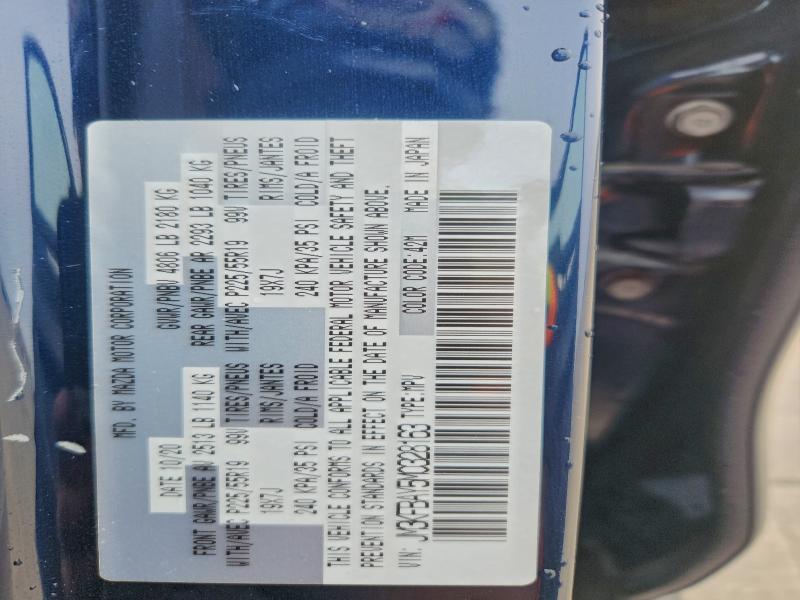 MFD. BY MAZDA MOTOR CORPORATION
DATE 10/20 GVWR/PNBV 4806 LB 2180 KG
FRONT GAWR/PNBE AV 2513 LB 1140 KG REAR GAWR/PNBE AR 2293 LB 1040 KG
WITH/AVEC P225/55R19 99V TIRES/PNEUS WITH/AVEC P225/55R19 99V TIRES/PNEUS
19X7J RIMS/JANTES 19X7J RIMS/JANTES
240 KPA/35 PSI COLD/A FROID 240 KPA/35 PSI COLD/A FROID
THIS VEHICLE CONFORMS TO ALL APPLICABLE FEDERAL MOTOR VEHICLE SAFETY AND THEFT
PREVENTION STANDARDS IN EFFECT ON THE DATE OF MANUFACTURE SHOWN ABOVE.
VIN: TYPE:MPV COLOR CODE:42M MADE IN JAPAN